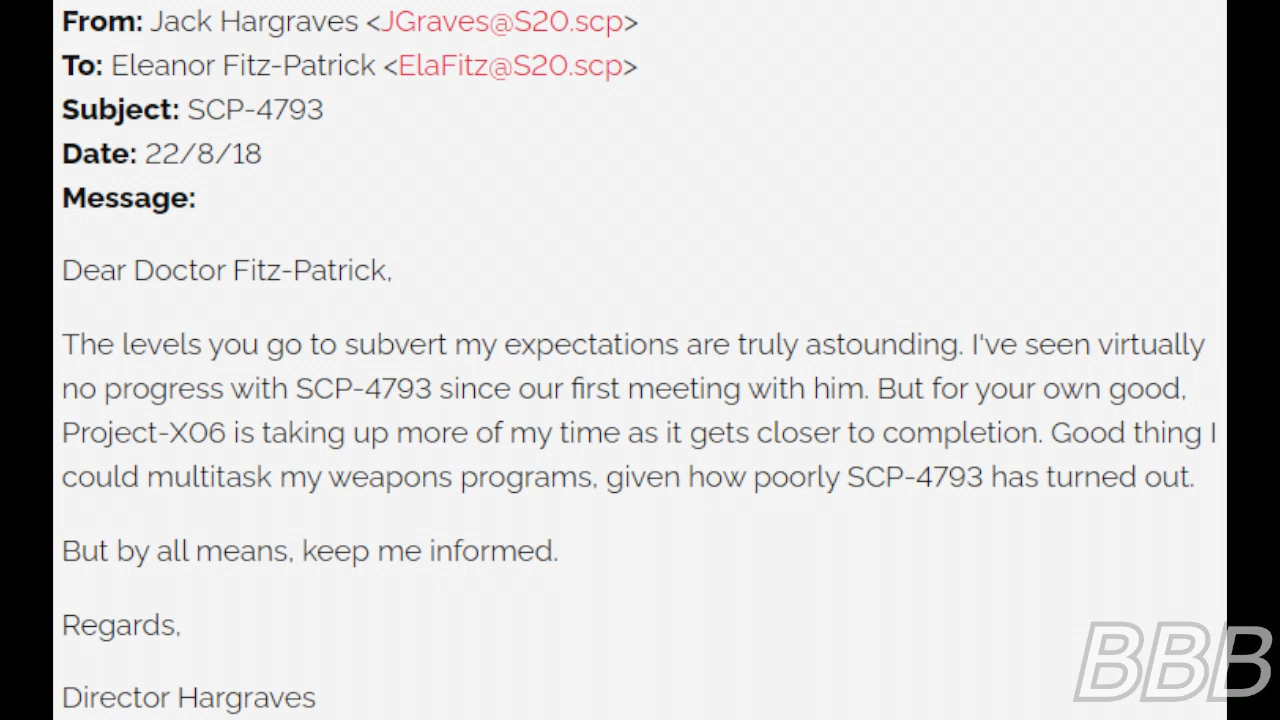 From: Jack Hargraves <JGraves@S20.scp>
To: Eleanor Fitz-Patrick <ElaFitz@S20.scp>
Subject: SCP-4793
Date: 22/8/18
Message:
Dear Doctor Fitz-Patrick,
The levels you go to subvert my expectations are truly astounding. I've seen virtually
no progress with SCP-4793 since our first meeting with him. But for your own good,
Project-X06 is taking up more of my time as it gets closer to completion. Good thing I
could multitask my weapons programs, given how poorly SCP-4793 has turned out.
But by all means, keep me informed.
Regards,
Director Hargraves
BBB